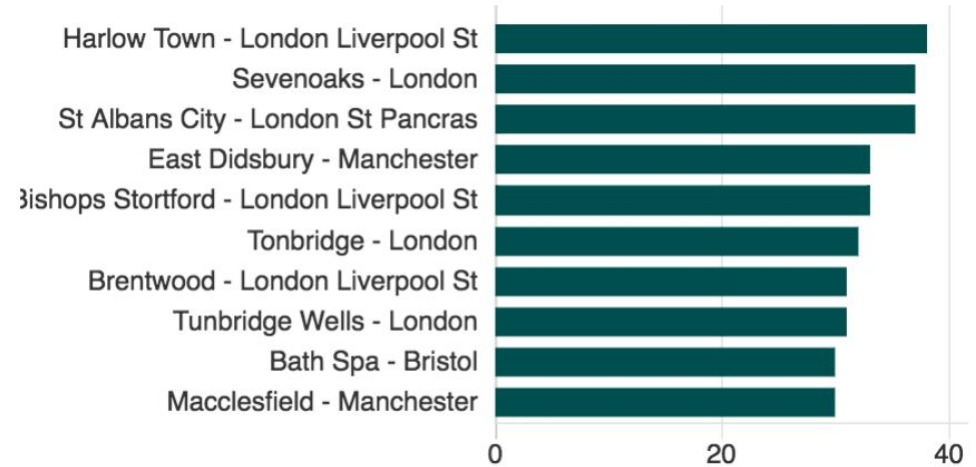 Harlow Town - London Liverpool St
Sevenoaks - London
St Albans City - London St Pancras
East Didsbury - Manchester
Bishops Stortford - London Liverpool St
Tonbridge - London
Brentwood - London Liverpool St
Tunbridge Wells - London
Bath Spa - Bristol
Macclesfield - Manchester
0 20 40